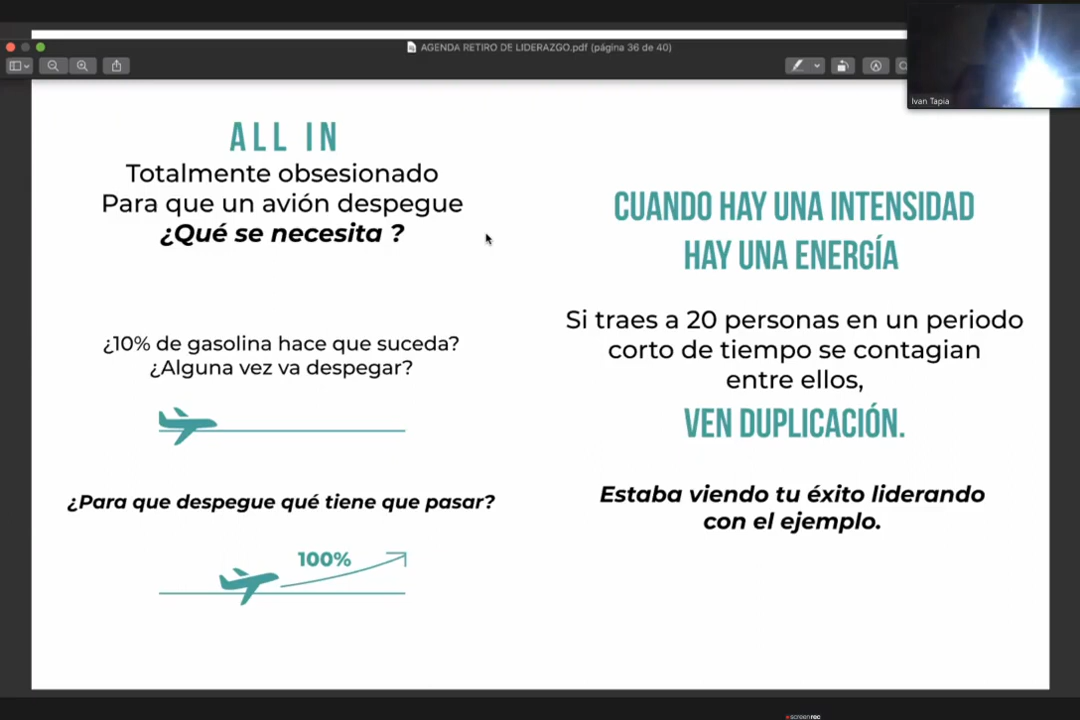 AGENDA RETIRO DE LIDERAZGO.pdf (página 36 de 40)
Ivan Tapia
ALL IN
Totalmente obsesionado
Para que un avión despegue
¿Qué se necesita ?
¿10% de gasolina hace que suceda?
¿Alguna vez va despegar?
¿Para que despegue qué tiene que pasar?
100%
CUANDO HAY UNA INTENSIDAD
HAY UNA ENERGÍA
Si traes a 20 personas en un periodo
corto de tiempo se contagian
entre ellos,
VEN DUPLICACIÓN.
Estaba viendo tu éxito liderando
con el ejemplo.
screenrec